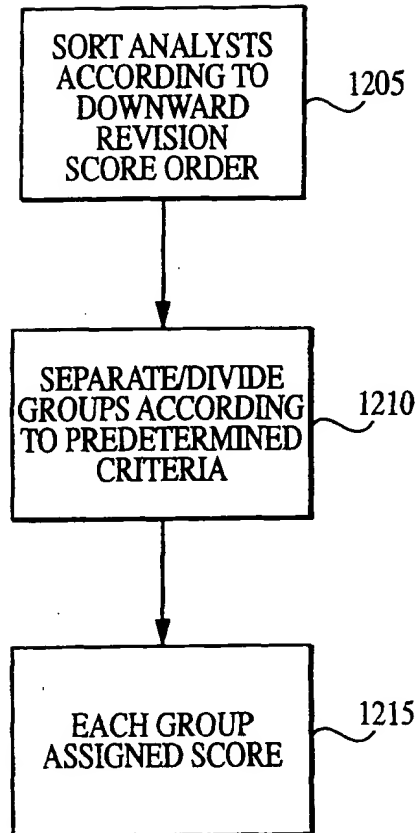 SORT ANALYSTS
ACCORDING TO
DOWNWARD
REVISION
SCORE ORDER
1205
SEPARATE/DIVIDE
GROUPS ACCORDING
TO PREDETERMINED
CRITERIA
1210
EACH GROUP
ASSIGNED SCORE
1215